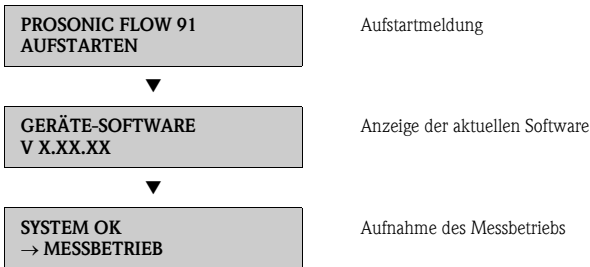 PROSONIC FLOW 91
AUFSTARTEN
Aufstartmeldung
▼
GERÄTE-SOFTWARE
V X.XX.XX
Anzeige der aktuellen Software
▼
SYSTEM OK
→ MESSBETRIEB
Aufnahme des Messbetriebs